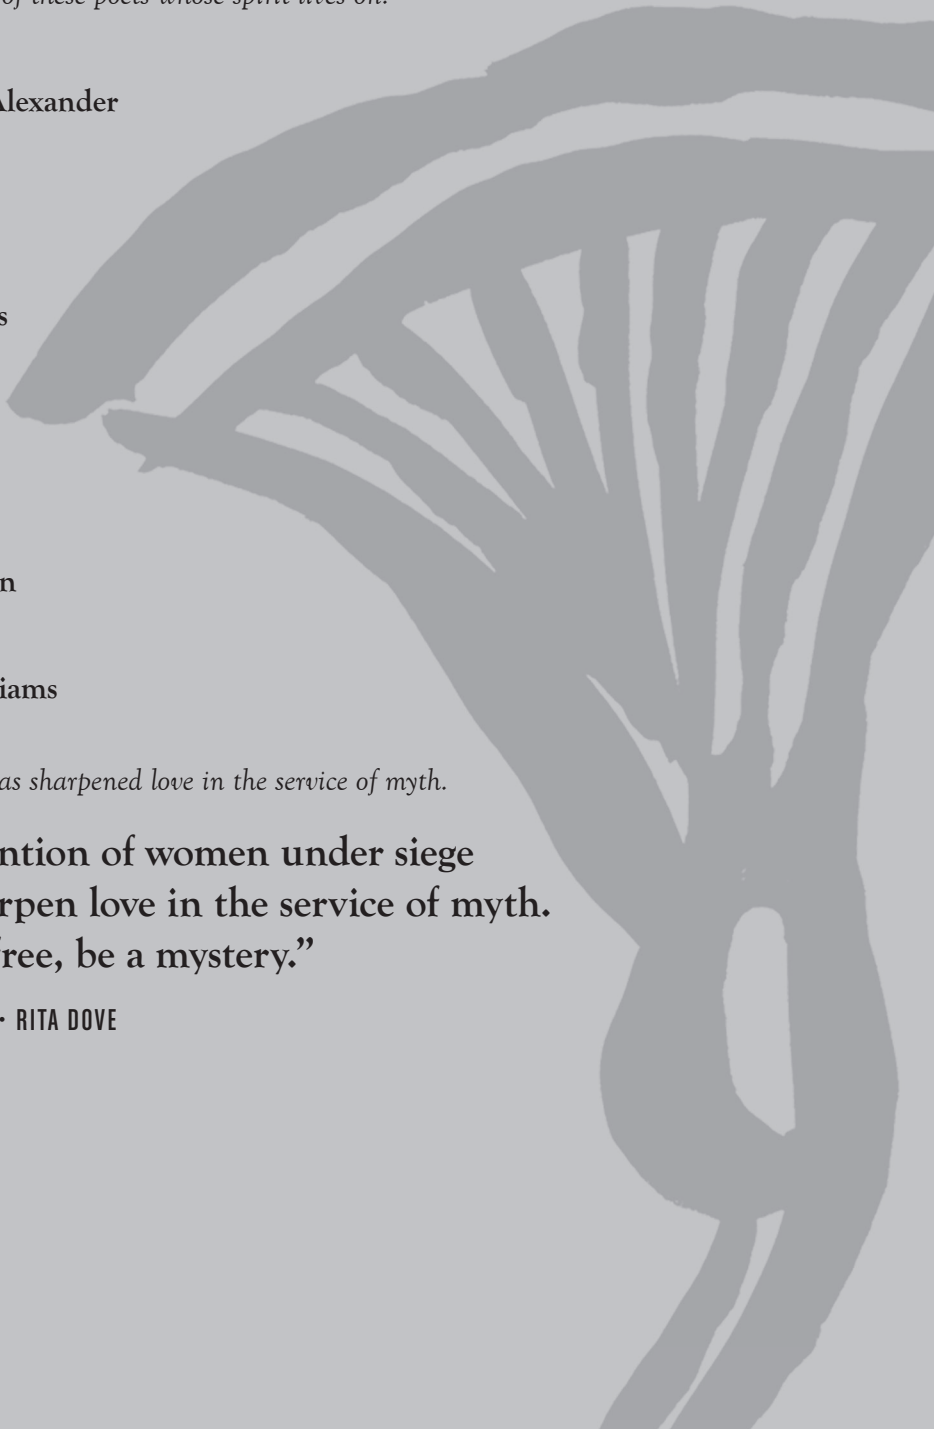 of these poets whose spirit lives on.
Alexander
s
n
iams
as sharpened love in the service of myth.
ntion of women under siege
rpen love in the service of myth.
free, be a mystery.”
· RITA DOVE